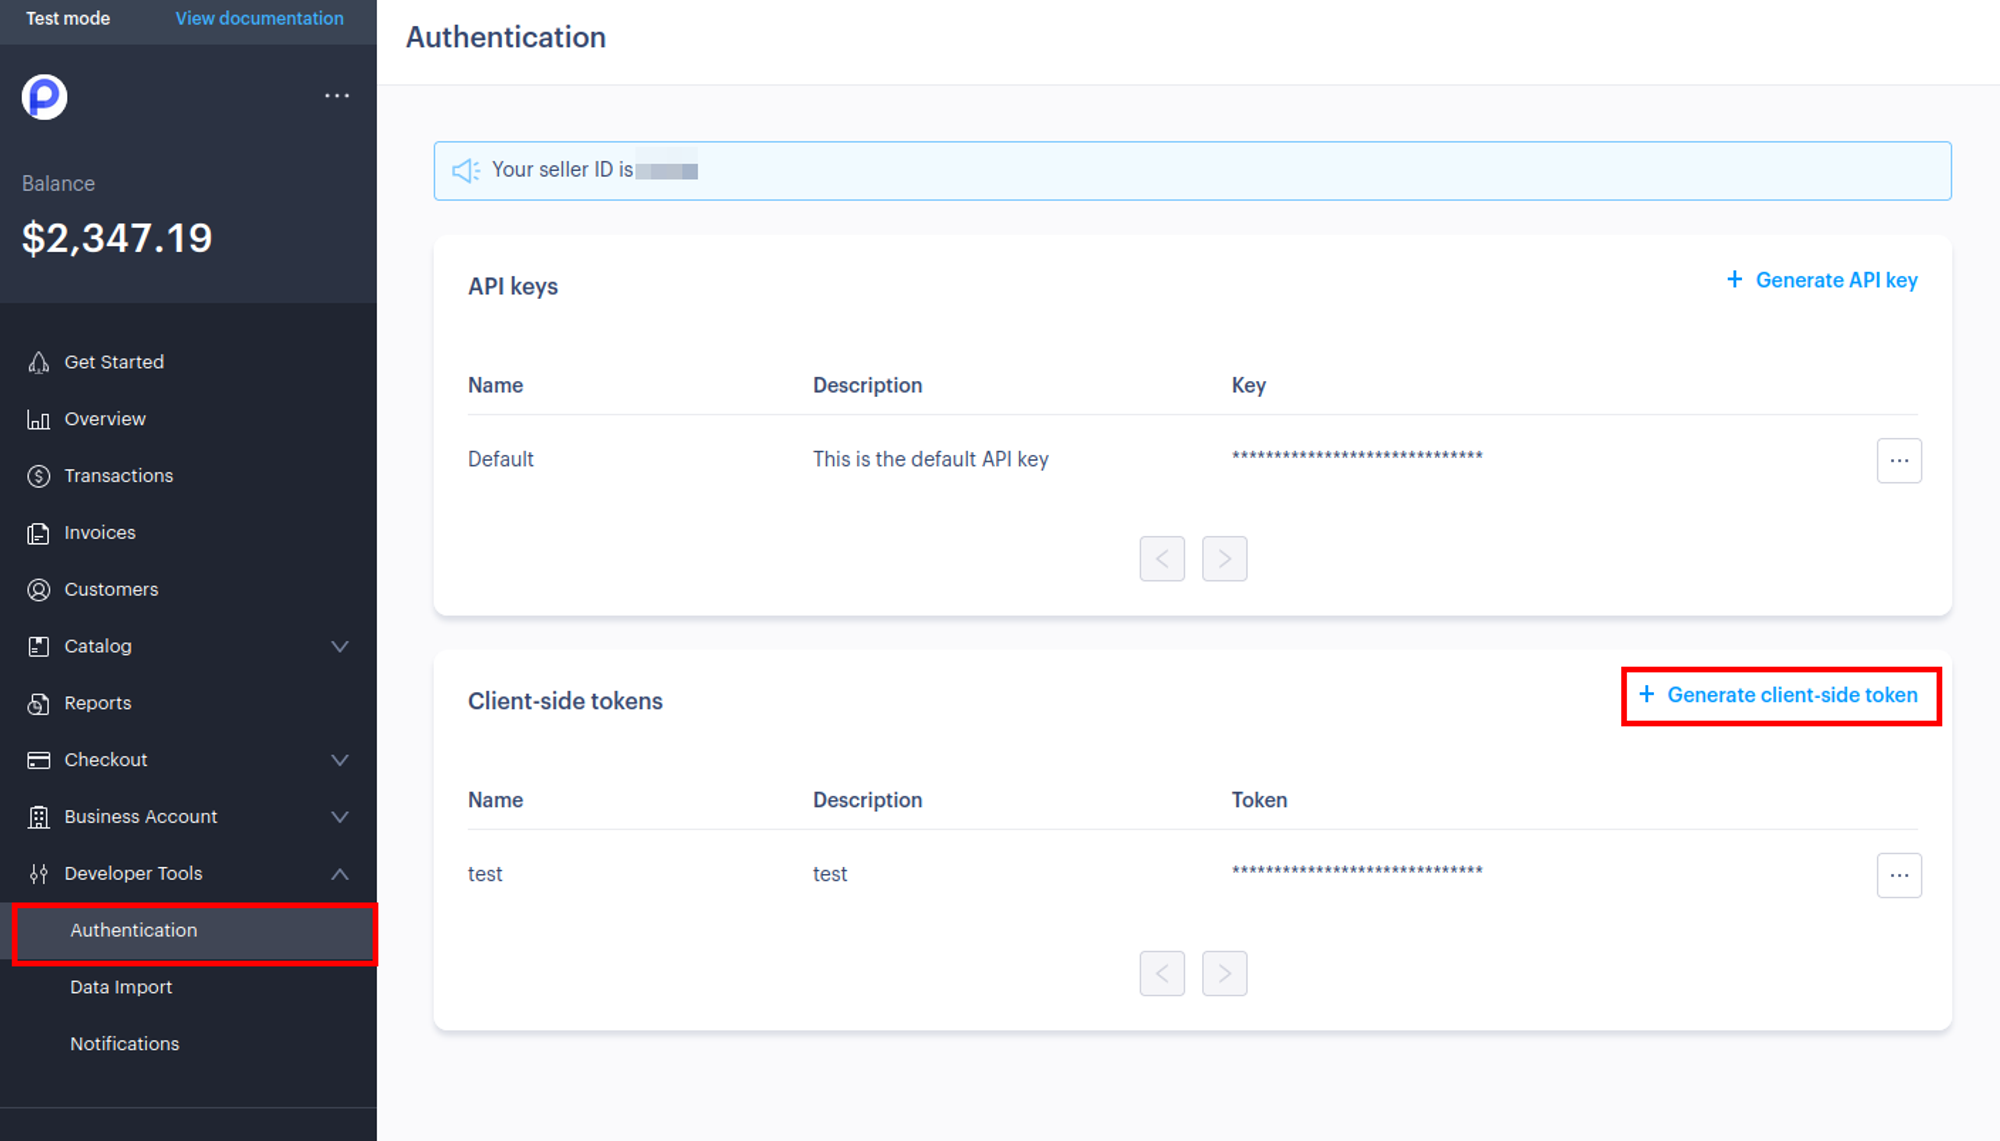 Test mode View documentation
Balance
$2,347.19
Get Started
Overview
Transactions
Invoices
Customers
Catalog
Reports
Checkout
Business Account
Developer Tools
Authentication
Data Import
Notifications
Authentication
Your seller ID is
API keys
+ Generate API key
Name Description Key
Default This is the default API key ******************************
Client-side tokens
+ Generate client-side token
Name Description Token
test test ******************************